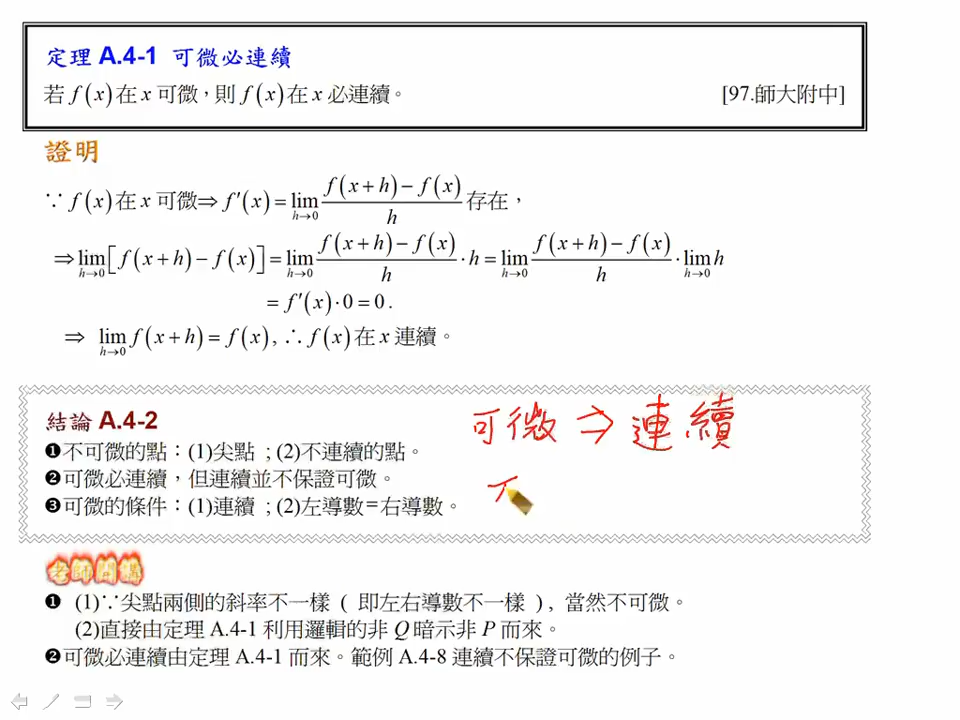 定理 A.4-1 可微必連續
若 f(x) 在 x 可微，則 f(x) 在 x 必連續。 [97.師大附中]
證明
∵ f(x) 在 x 可微 ⇒ f′(x) = lim_{h→0} (f(x+h) − f(x))/h 存在，
⇒ lim_{h→0} [f(x+h) − f(x)] = lim_{h→0} (f(x+h) − f(x))/h · h = lim_{h→0} (f(x+h) − f(x))/h · lim_{h→0} h
= f′(x)·0 = 0.
⇒ lim_{h→0} f(x+h) = f(x), ∴ f(x) 在 x 連續。
結論 A.4-2
可微 ⇒ 連續
❶不可微的點：(1)尖點 ; (2)不連續的點。
❷可微必連續，但連續並不保證可微。
❸可微的條件：(1)連續 ; (2)左導數=右導數。
老師開講
❶ (1)∵尖點兩側的斜率不一樣 ( 即左右導數不一樣 ) , 當然不可微。
(2)直接由定理 A.4-1 利用邏輯的非 Q 暗示非 P 而來。
❷可微必連續由定理 A.4-1 而來。範例 A.4-8 連續不保證可微的例子。